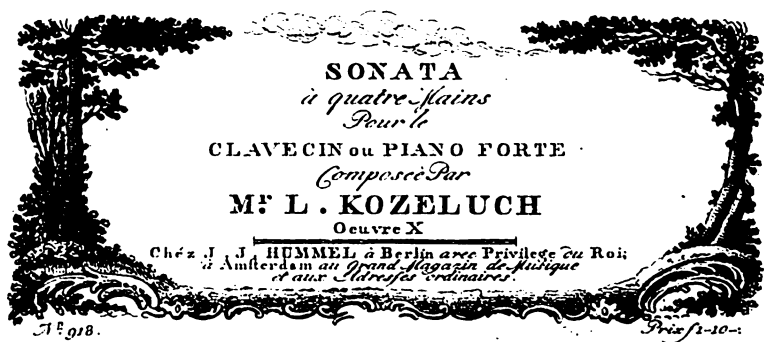 SONATA
à quatre Mains
Pour le
CLAVECIN ou PIANO FORTE
Composeè Par
Mr. L. KOZELUCH
Oeuvre X
Chéz J. J. HUMMEL à Berlin avec Privilege du Roi;
à Amsterdam au Grand Magazin de Musique
et aux Adresses ordinaires.
No. 918.
Prix f 1-10-: